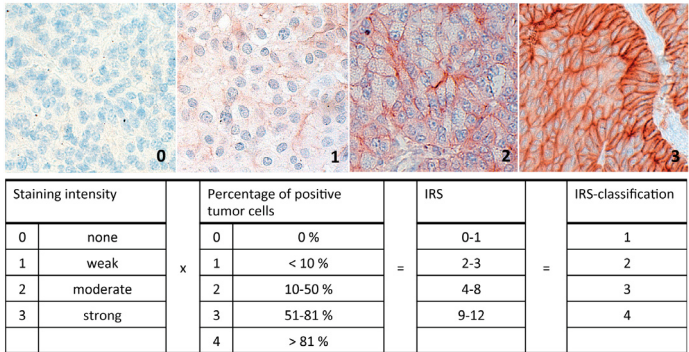 0 1 2 3
Staining intensity Percentage of positive tumor cells IRS IRS-classification
0 none 0 0 % 0-1 1
1 weak 1 < 10 % 2-3 2
2 moderate x 2 10-50 % = 4-8 = 3
3 strong 3 51-81 % 9-12 4
4 > 81 %